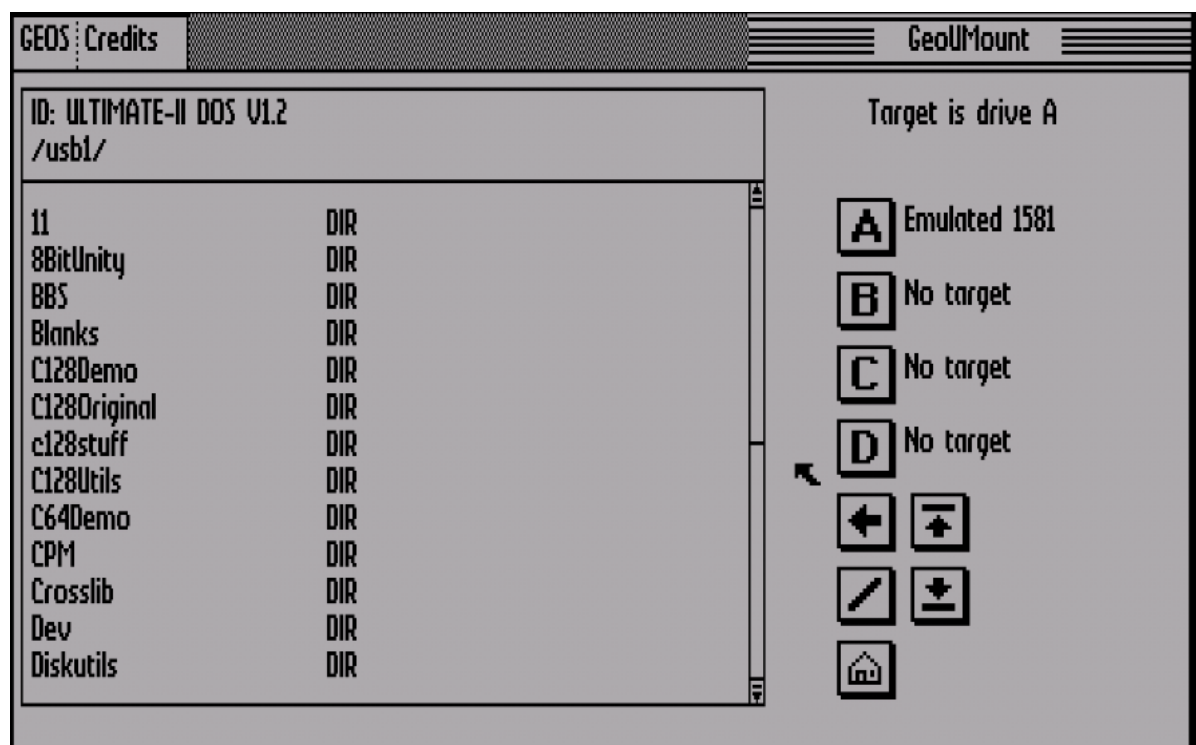 GEOS Credits
GeoUMount
ID: ULTIMATE-II DOS V1.2
/usb1/
11 DIR
8BitUnity DIR
BBS DIR
Blanks DIR
C128Demo DIR
C128Original DIR
c128stuff DIR
C128Utils DIR
C64Demo DIR
CPM DIR
Crosslib DIR
Dev DIR
Diskutils DIR
Target is drive A
A Emulated 1581
B No target
C No target
D No target